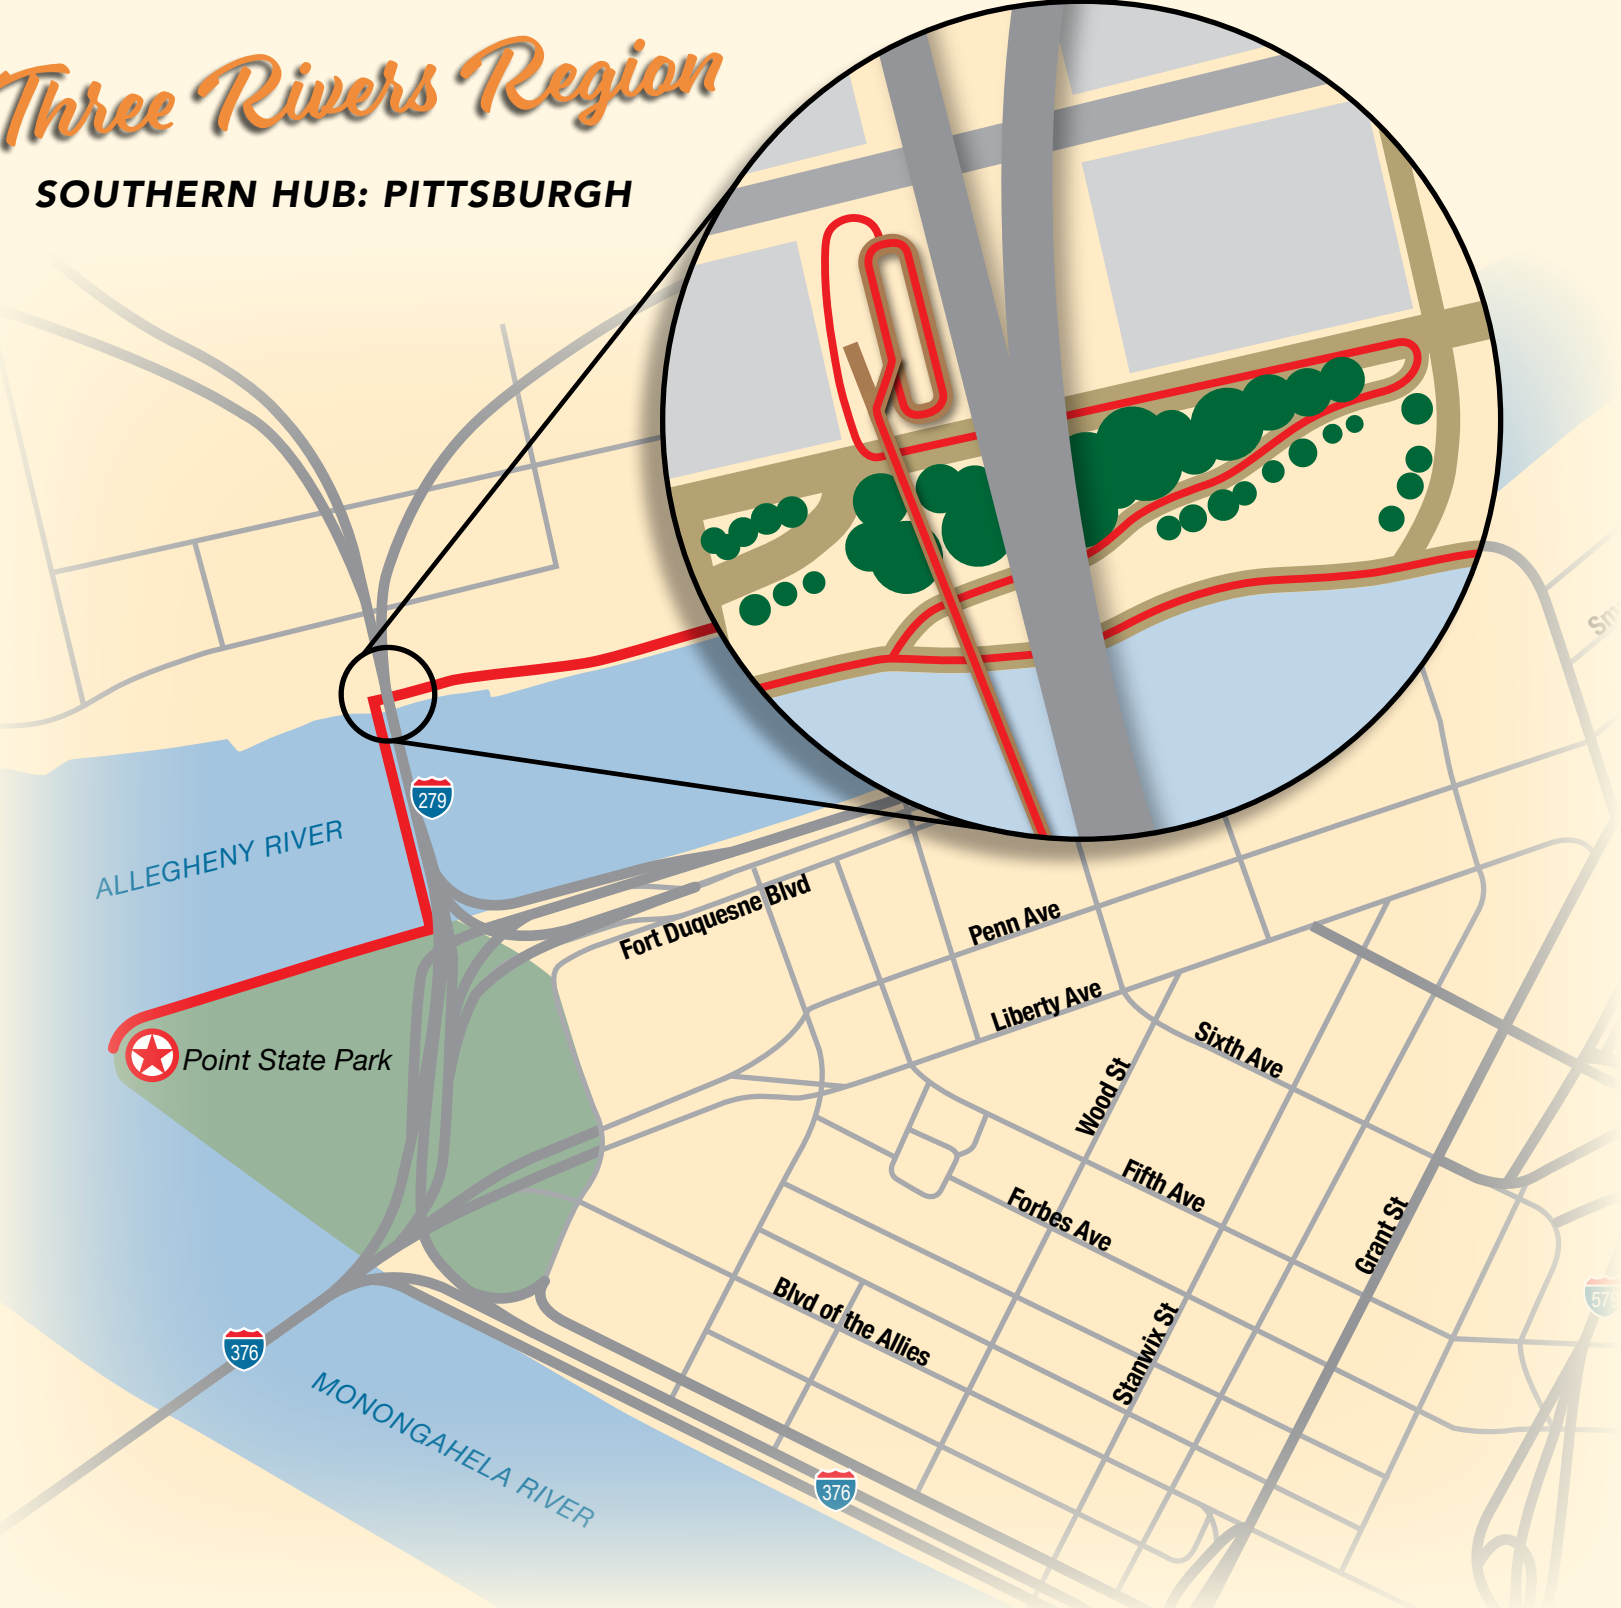 Three Rivers Region
SOUTHERN HUB: PITTSBURGH
279
ALLEGHENY RIVER
Fort Duquesne Blvd
Penn Ave
Liberty Ave
Sixth Ave
Point State Park
Wood St
Fifth Ave
Forbes Ave
Grant St
Blvd of the Allies
Stanwix St
579
376
MONONGAHELA RIVER
376